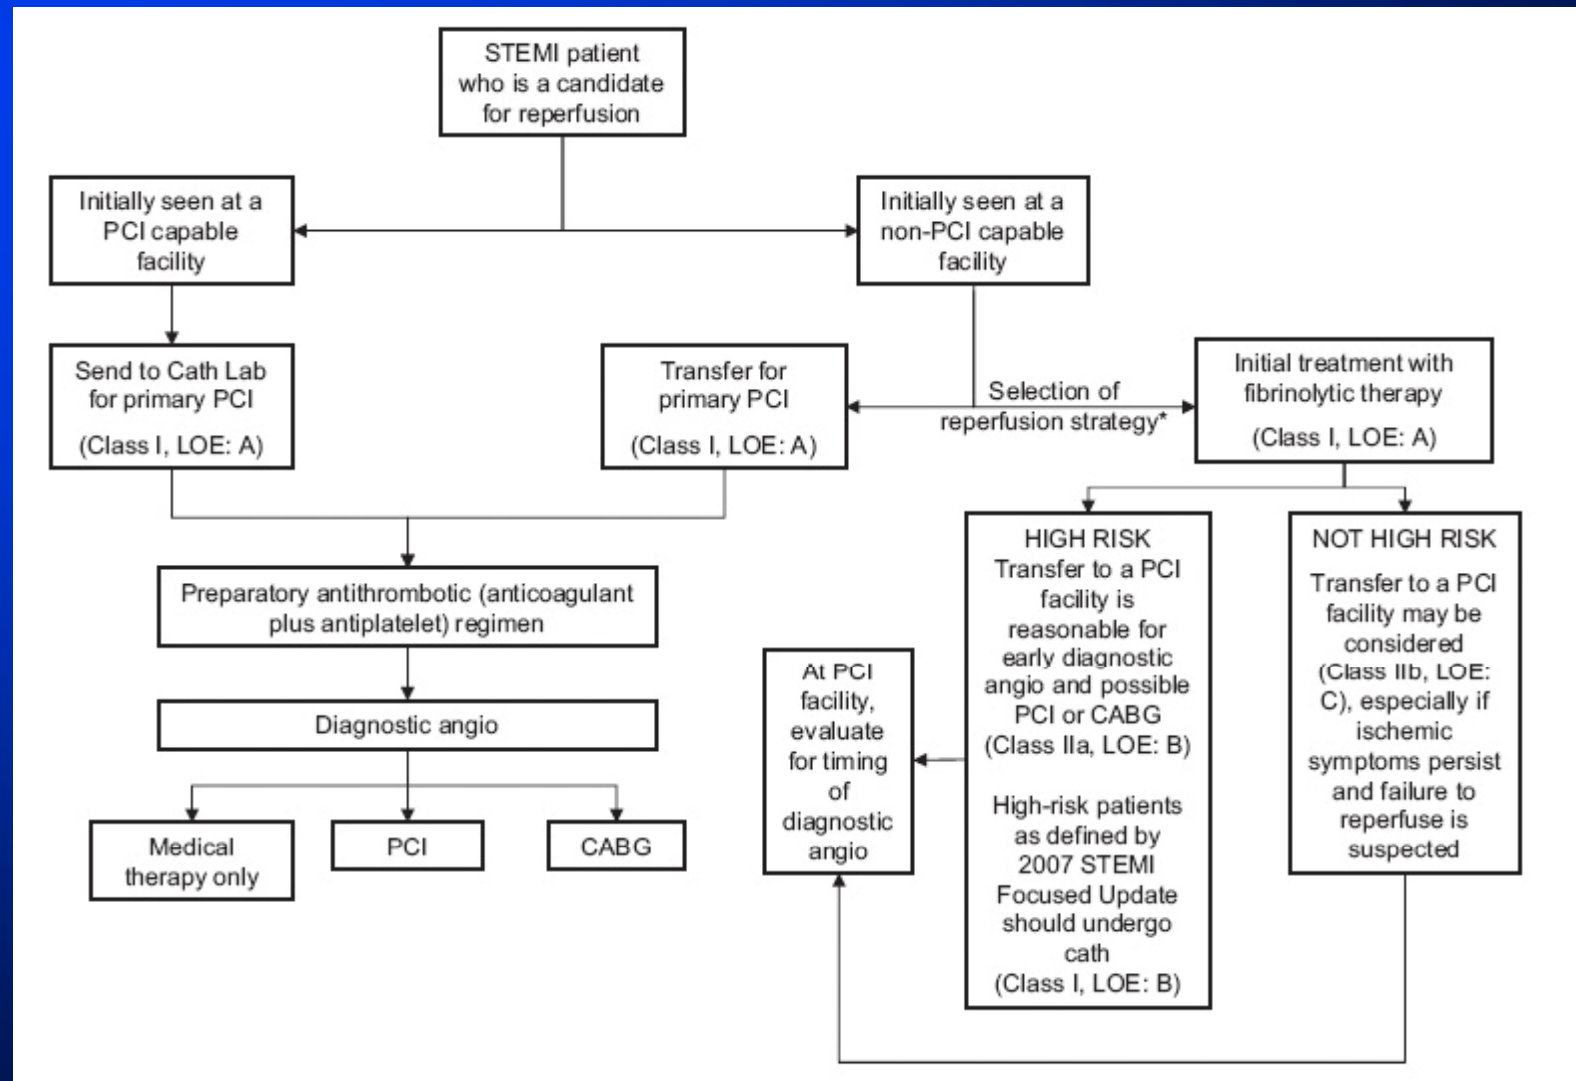 STEMI patient
who is a candidate
for reperfusion
Initially seen at a
PCI capable
facility
Initially seen at a
non-PCI capable
facility
Send to Cath Lab
for primary PCI
(Class I, LOE: A)
Transfer for
primary PCI
(Class I, LOE: A)
Selection of
reperfusion strategy*
Initial treatment with
fibrinolytic therapy
(Class I, LOE: A)
Preparatory antithrombotic (anticoagulant
plus antiplatelet) regimen
Diagnostic angio
Medical
therapy only
PCI
CABG
At PCI
facility,
evaluate
for timing
of
diagnostic
angio
HIGH RISK
Transfer to a PCI
facility is
reasonable for
early diagnostic
angio and possible
PCI or CABG
(Class IIa, LOE: B)
High-risk patients
as defined by
2007 STEMI
Focused Update
should undergo
cath
(Class I, LOE: B)
NOT HIGH RISK
Transfer to a PCI
facility may be
considered
(Class IIb, LOE:
C), especially if
ischemic
symptoms persist
and failure to
reperfuse is
suspected